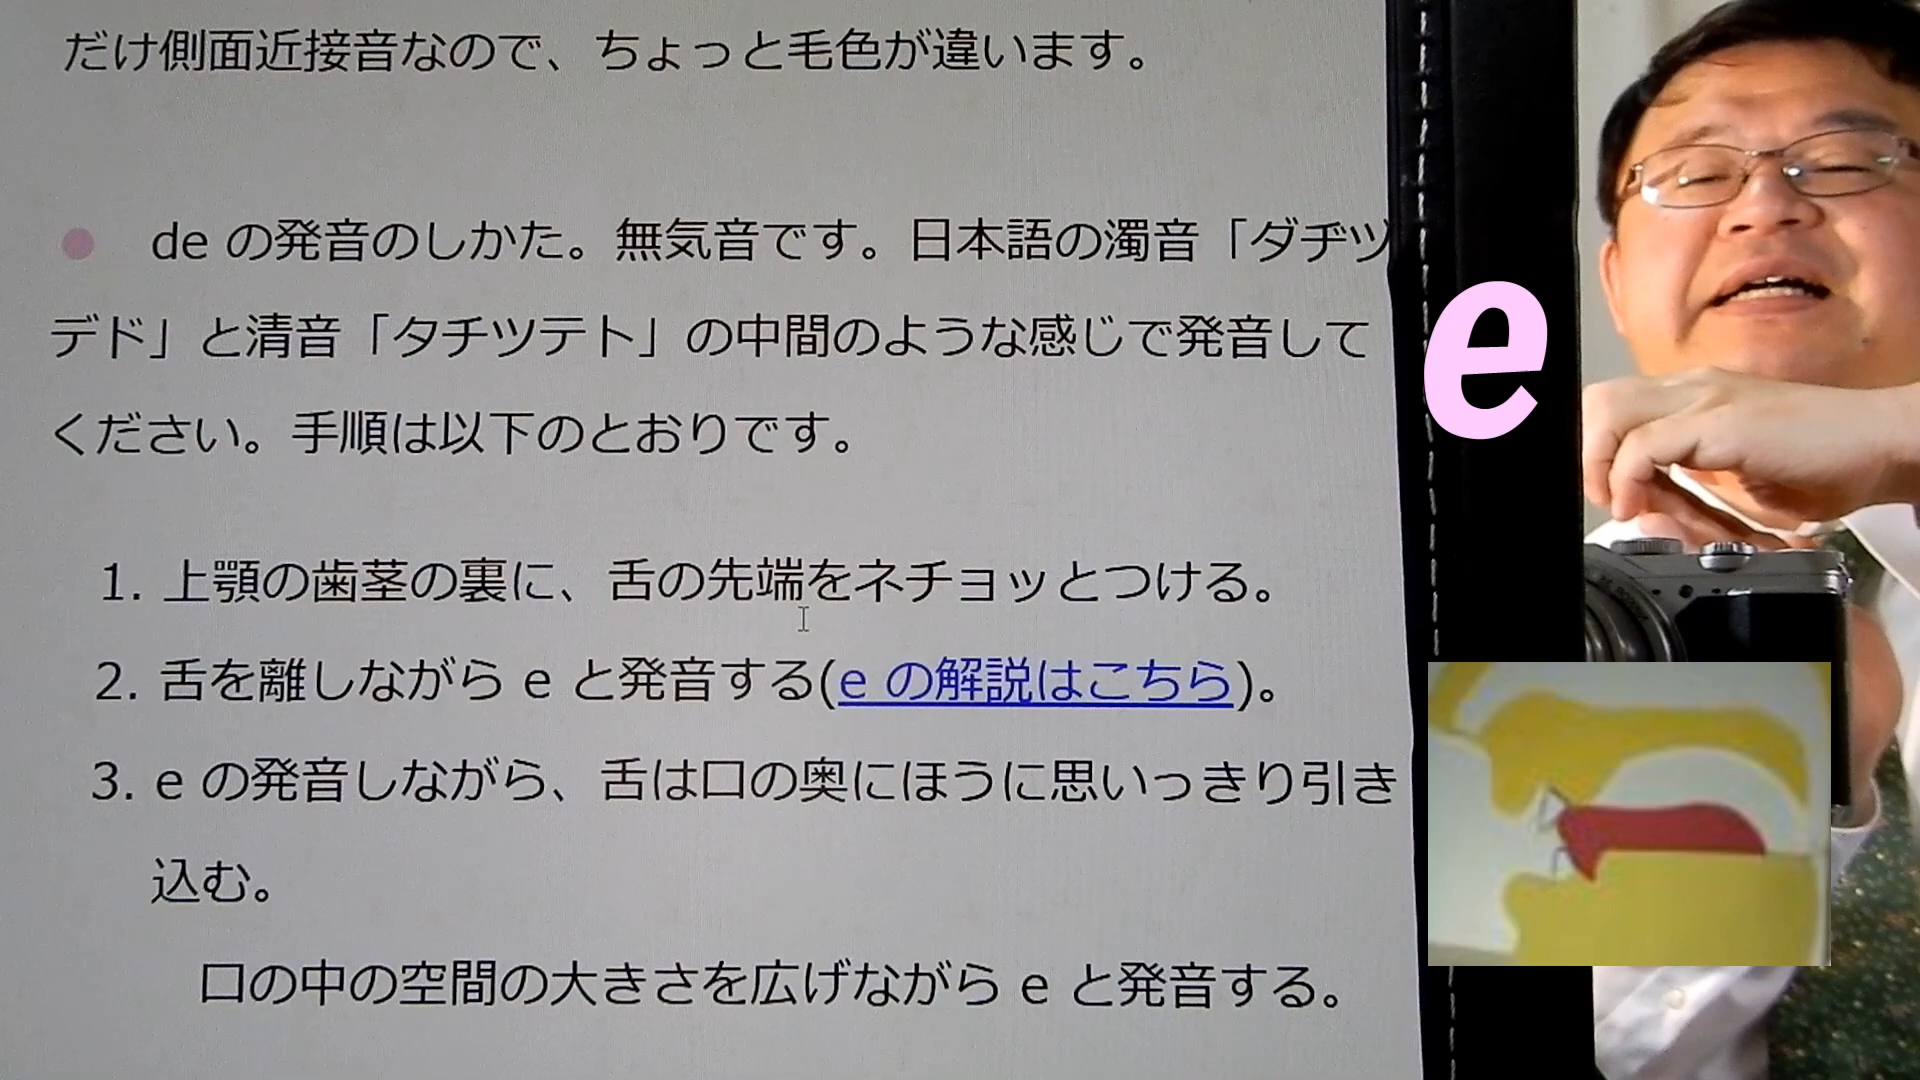 だけ側面近接音なので、ちょっと毛色が違います。
● de の発音のしかた。無気音です。日本語の濁音「ダヂヅ
デド」と清音「タチツテト」の中間のような感じで発音して
ください。手順は以下のとおりです。
1. 上顎の歯茎の裏に、舌の先端をネチョッとつける。
2. 舌を離しながら e と発音する(e の解説はこちら)。
3. e の発音しながら、舌は口の奥にほうに思いっきり引き
込む。
口の中の空間の大きさを広げながら e と発音する。
e